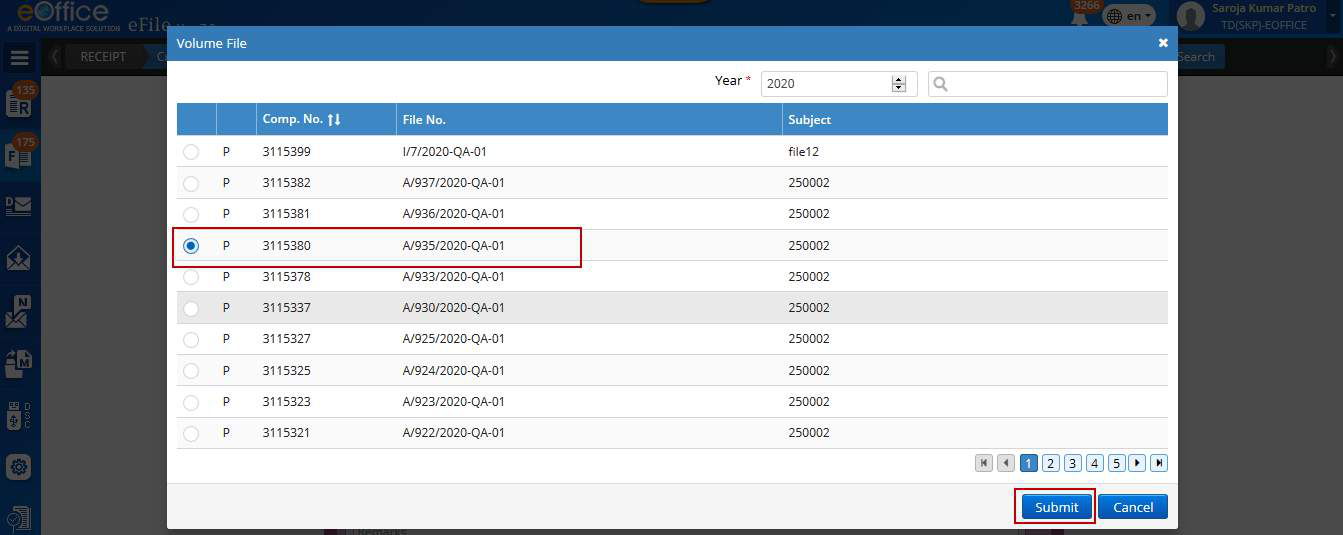 eOffice
A DIGITAL WORKPLACE SOLUTION
eFile
3266
en
Saroja Kumar Patro
TD(SKP)-EOFFICE
RECEIPT
Search
135
R
175
F
D
N
M
DSC
Volume File
Year * 2020
Comp. No. File No. Subject
P 3115399 I/7/2020-QA-01 file12
P 3115382 A/937/2020-QA-01 250002
P 3115381 A/936/2020-QA-01 250002
P 3115380 A/935/2020-QA-01 250002
P 3115378 A/933/2020-QA-01 250002
P 3115337 A/930/2020-QA-01 250002
P 3115327 A/925/2020-QA-01 250002
P 3115325 A/924/2020-QA-01 250002
P 3115323 A/923/2020-QA-01 250002
P 3115321 A/922/2020-QA-01 250002
1 2 3 4 5
Submit Cancel
Remarks